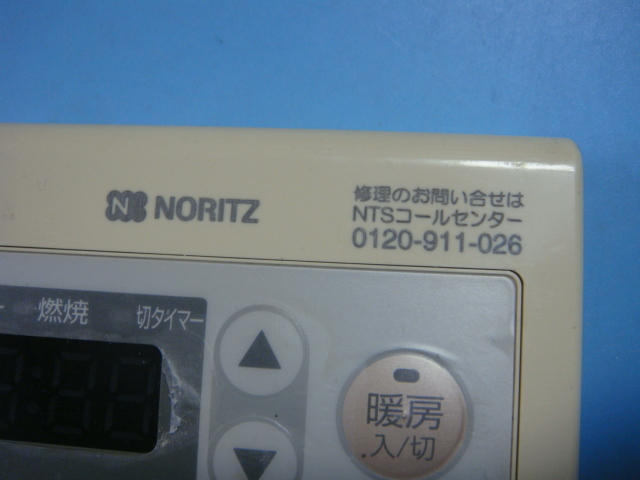 NORITZ
修理のお問い合せは
NTSコールセンター
0120-911-026
燃焼
切タイマー
暖房
入/切